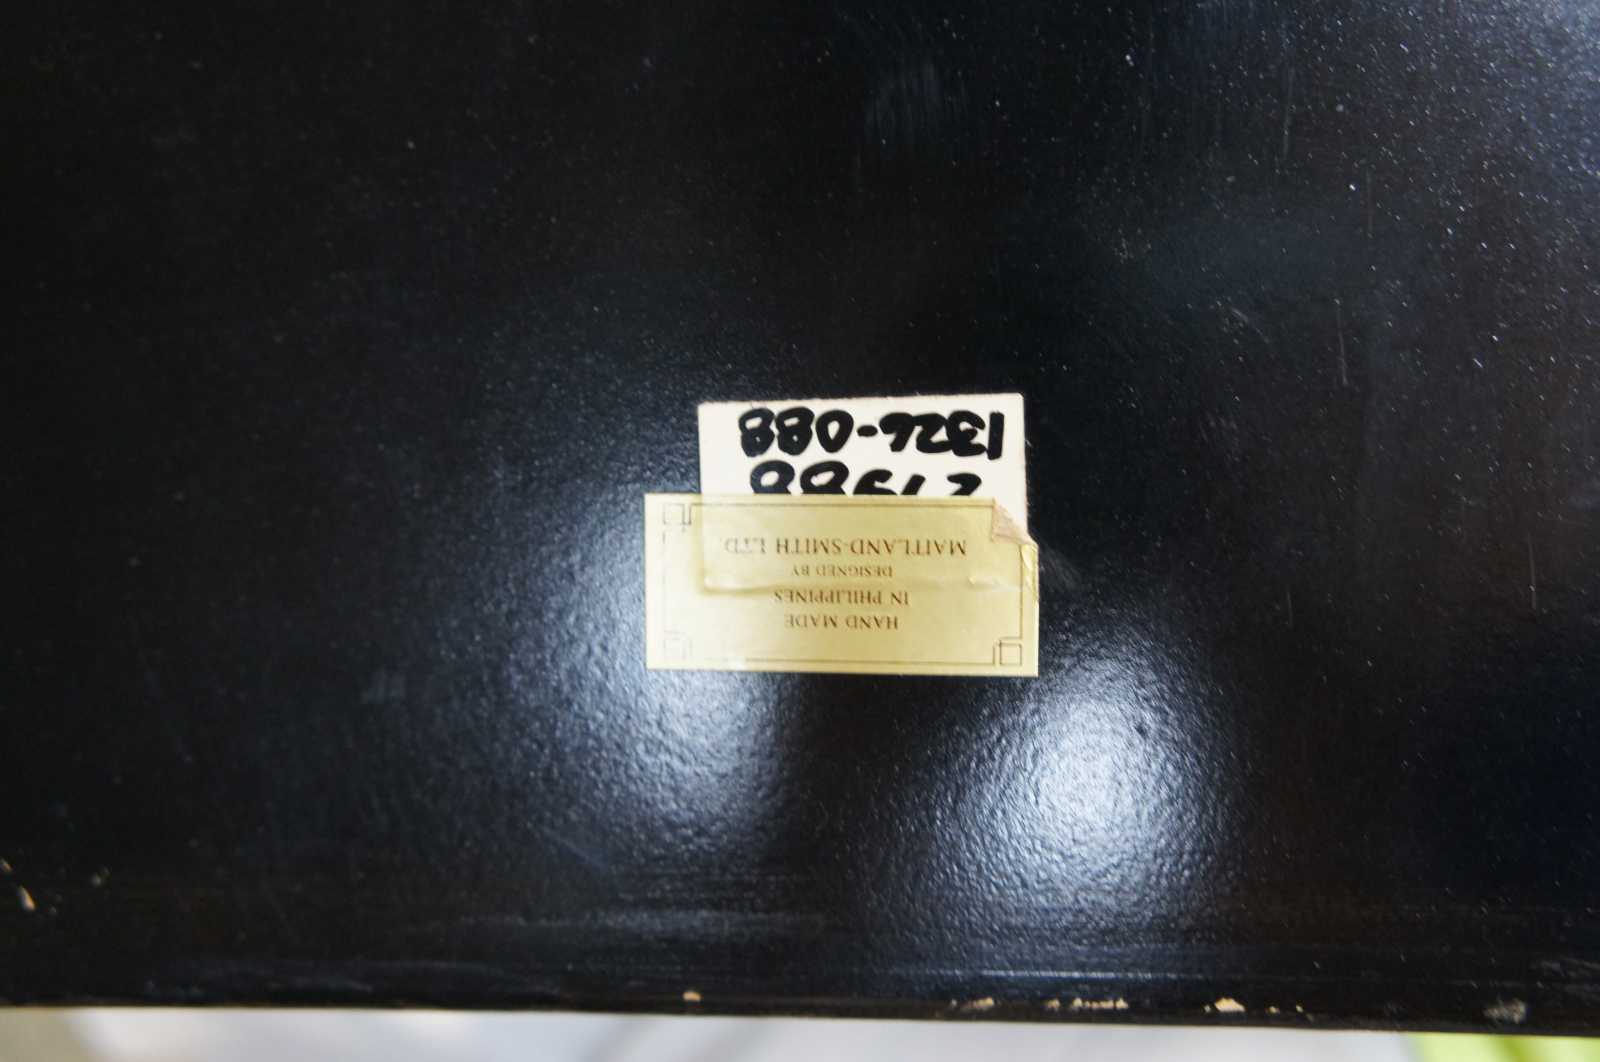 HAND MADE
IN PHILIPPINES
DESIGNED BY
MAITLAND-SMITH LTD.
1326-088